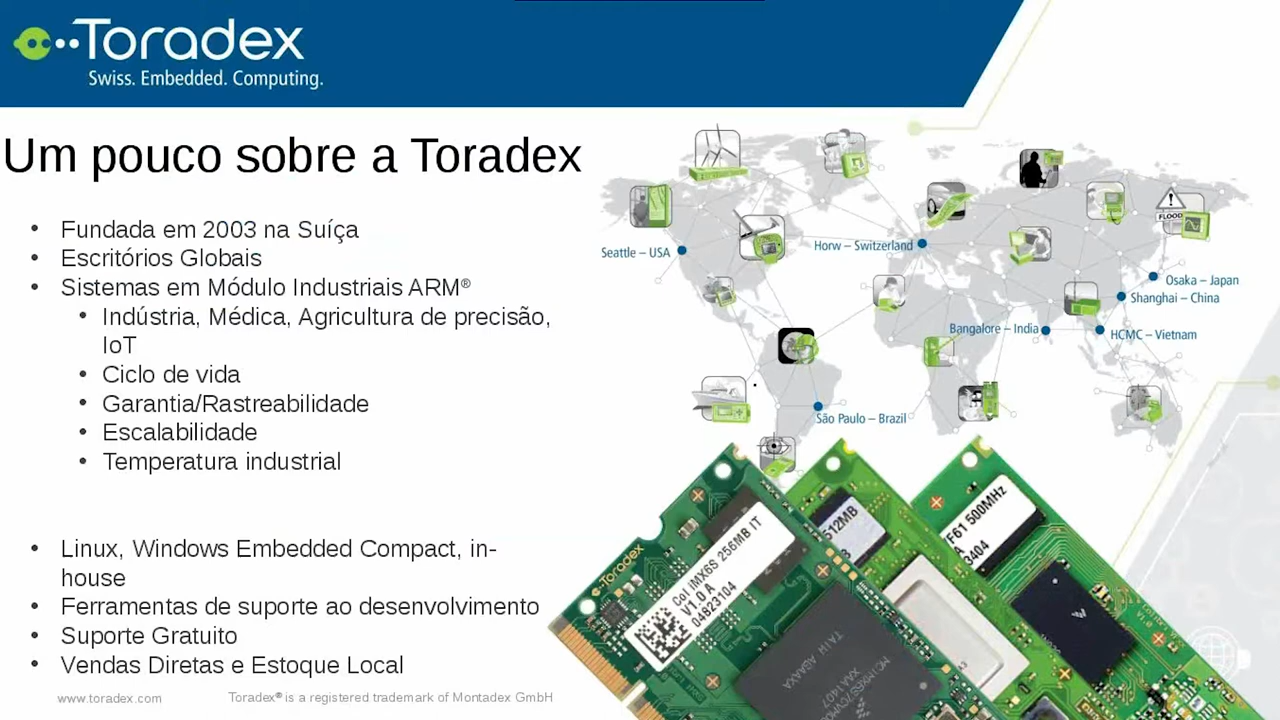 Toradex
Swiss. Embedded. Computing.
Um pouco sobre a Toradex
• Fundada em 2003 na Suíça
• Escritórios Globais
• Sistemas em Módulo Industriais ARM®
• Indústria, Médica, Agricultura de precisão,
IoT
• Ciclo de vida
• Garantia/Rastreabilidade
• Escalabilidade
• Temperatura industrial
• Linux, Windows Embedded Compact, in-
house
• Ferramentas de suporte ao desenvolvimento
• Suporte Gratuito
• Vendas Diretas e Estoque Local
www.toradex.com
Toradex® is a registered trademark of Montadex GmbH
Seattle – USA
Horw – Switzerland
FLOOD
Osaka – Japan
Shanghai – China
Bangalore – India
HCMC – Vietnam
São Paulo – Brazil
Toradex
Col iMX6S 256MB IT
V1.0 A
04823104
512MB
F61 500MHz
A
3404